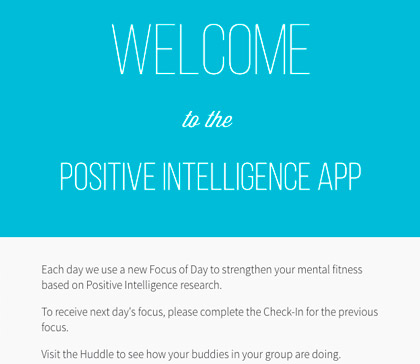 WELCOME
to the
POSITIVE INTELLIGENCE APP
Each day we use a new Focus of Day to strengthen your mental fitness
based on Positive Intelligence research.
To receive next day's focus, please complete the Check-In for the previous
focus.
Visit the Huddle to see how your buddies in your group are doing.